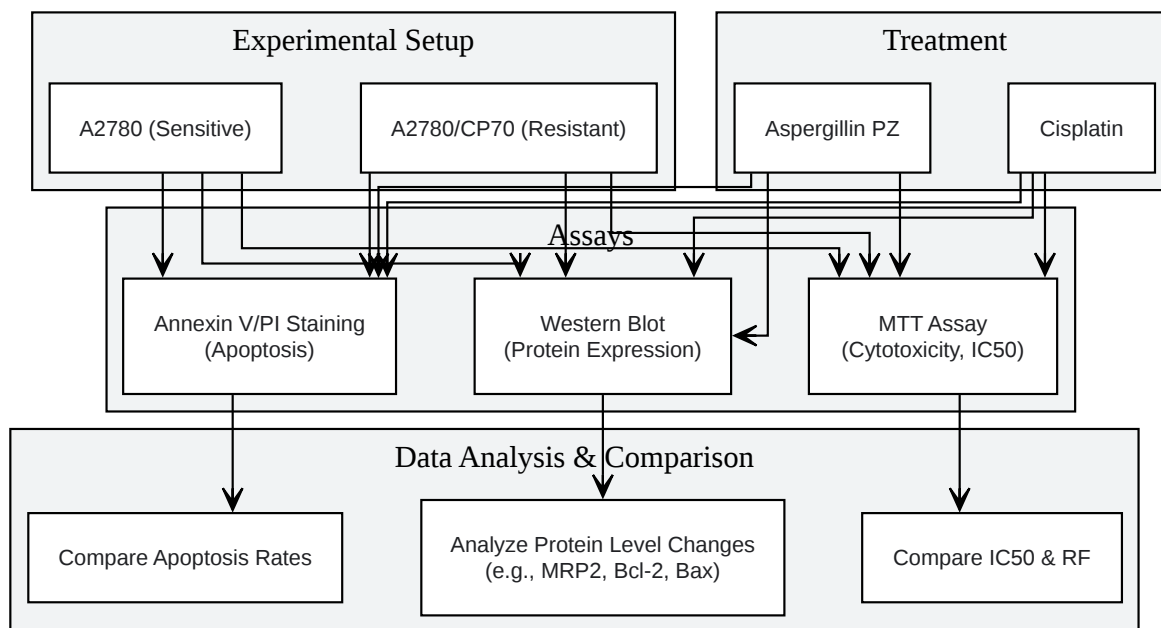 Experimental Setup
Treatment
A2780 (Sensitive)
A2780/CP70 (Resistant)
Aspergillin PZ
Cisplatin
Assays
Annexin V/PI Staining
(Apoptosis)
Western Blot
(Protein Expression)
MTT Assay
(Cytotoxicity, IC50)
Data Analysis & Comparison
Compare Apoptosis Rates
Analyze Protein Level Changes
(e.g., MRP2, Bcl-2, Bax)
Compare IC50 & RF